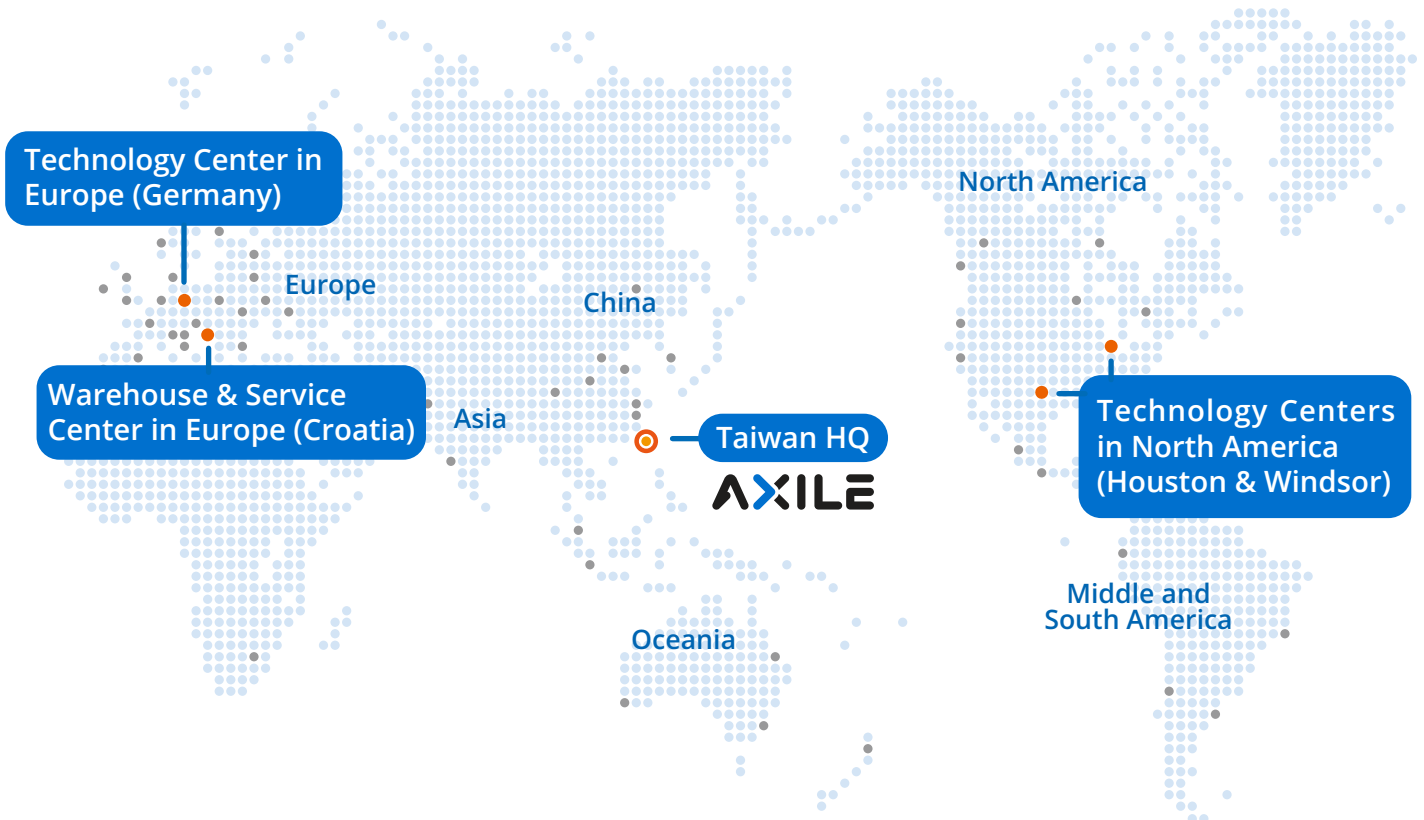 Technology Center in
Europe (Germany)
North America
Europe
China
Warehouse & Service
Center in Europe (Croatia)
Asia
Taiwan HQ
AXILE
Technology Centers
in North America
(Houston & Windsor)
Middle and
South America
Oceania